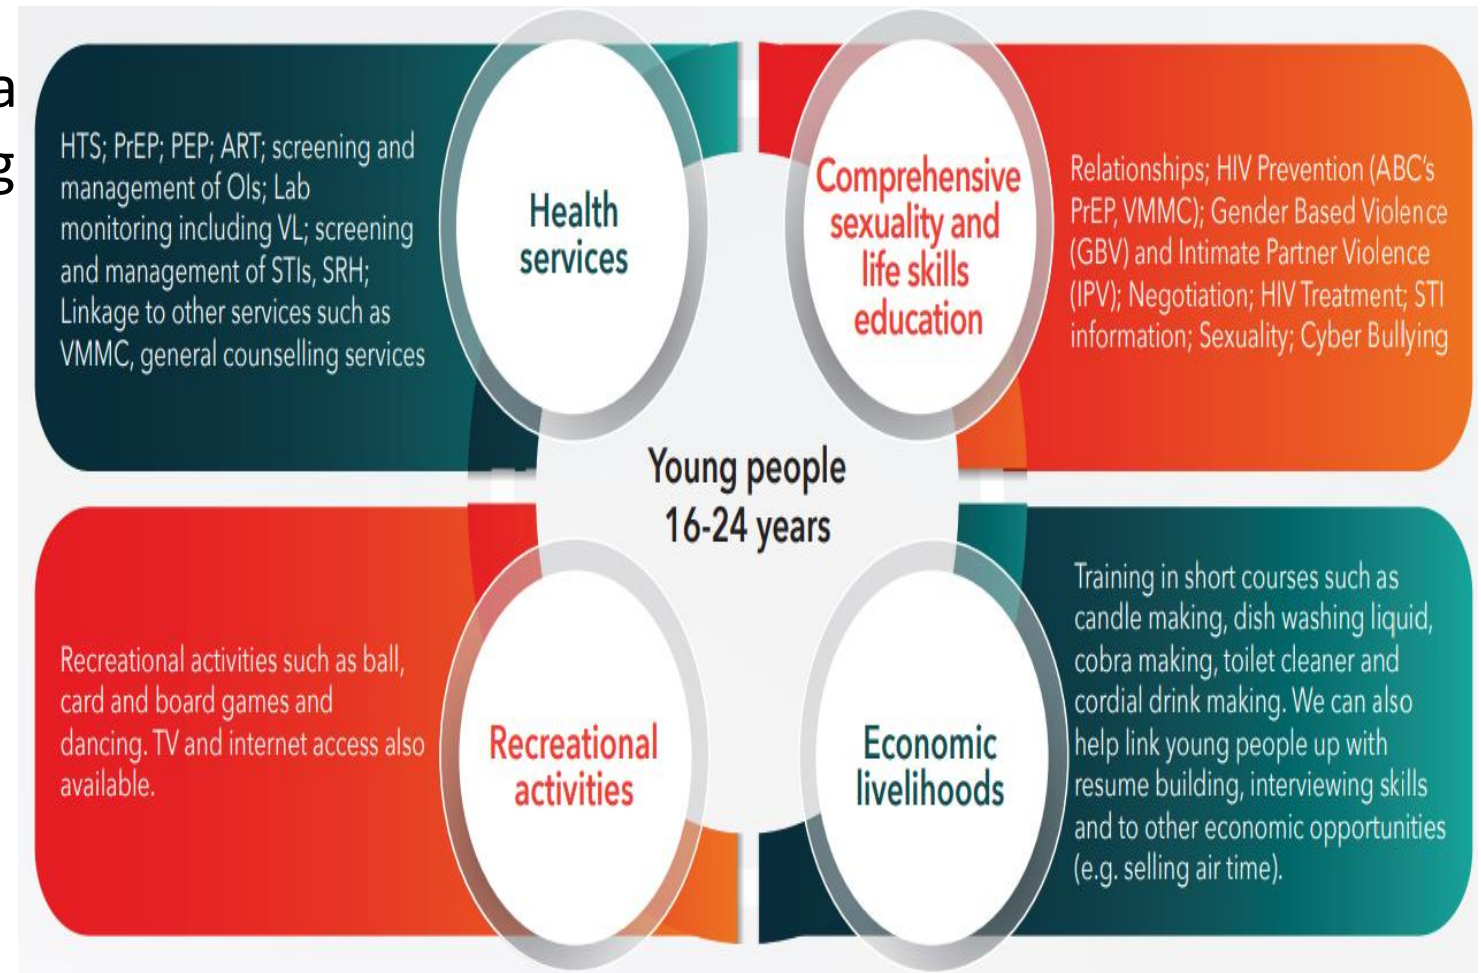 a
g
HTS; PrEP; PEP; ART; screening and
management of OIs; Lab
monitoring including VL; screening
and management of STIs, SRH;
Linkage to other services such as
VMMC, general counselling services
Health
services
Comprehensive
sexuality and
life skills
education
Relationships; HIV Prevention (ABC's
PrEP, VMMC); Gender Based Violence
(GBV) and Intimate Partner Violence
(IPV); Negotiation; HIV Treatment; STI
information; Sexuality; Cyber Bullying
Young people
16-24 years
Recreational activities such as ball,
card and board games and
dancing. TV and internet access also
available.
Recreational
activities
Economic
livelihoods
Training in short courses such as
candle making, dish washing liquid,
cobra making, toilet cleaner and
cordial drink making. We can also
help link young people up with
resume building, interviewing skills
and to other economic opportunities
(e.g. selling air time).